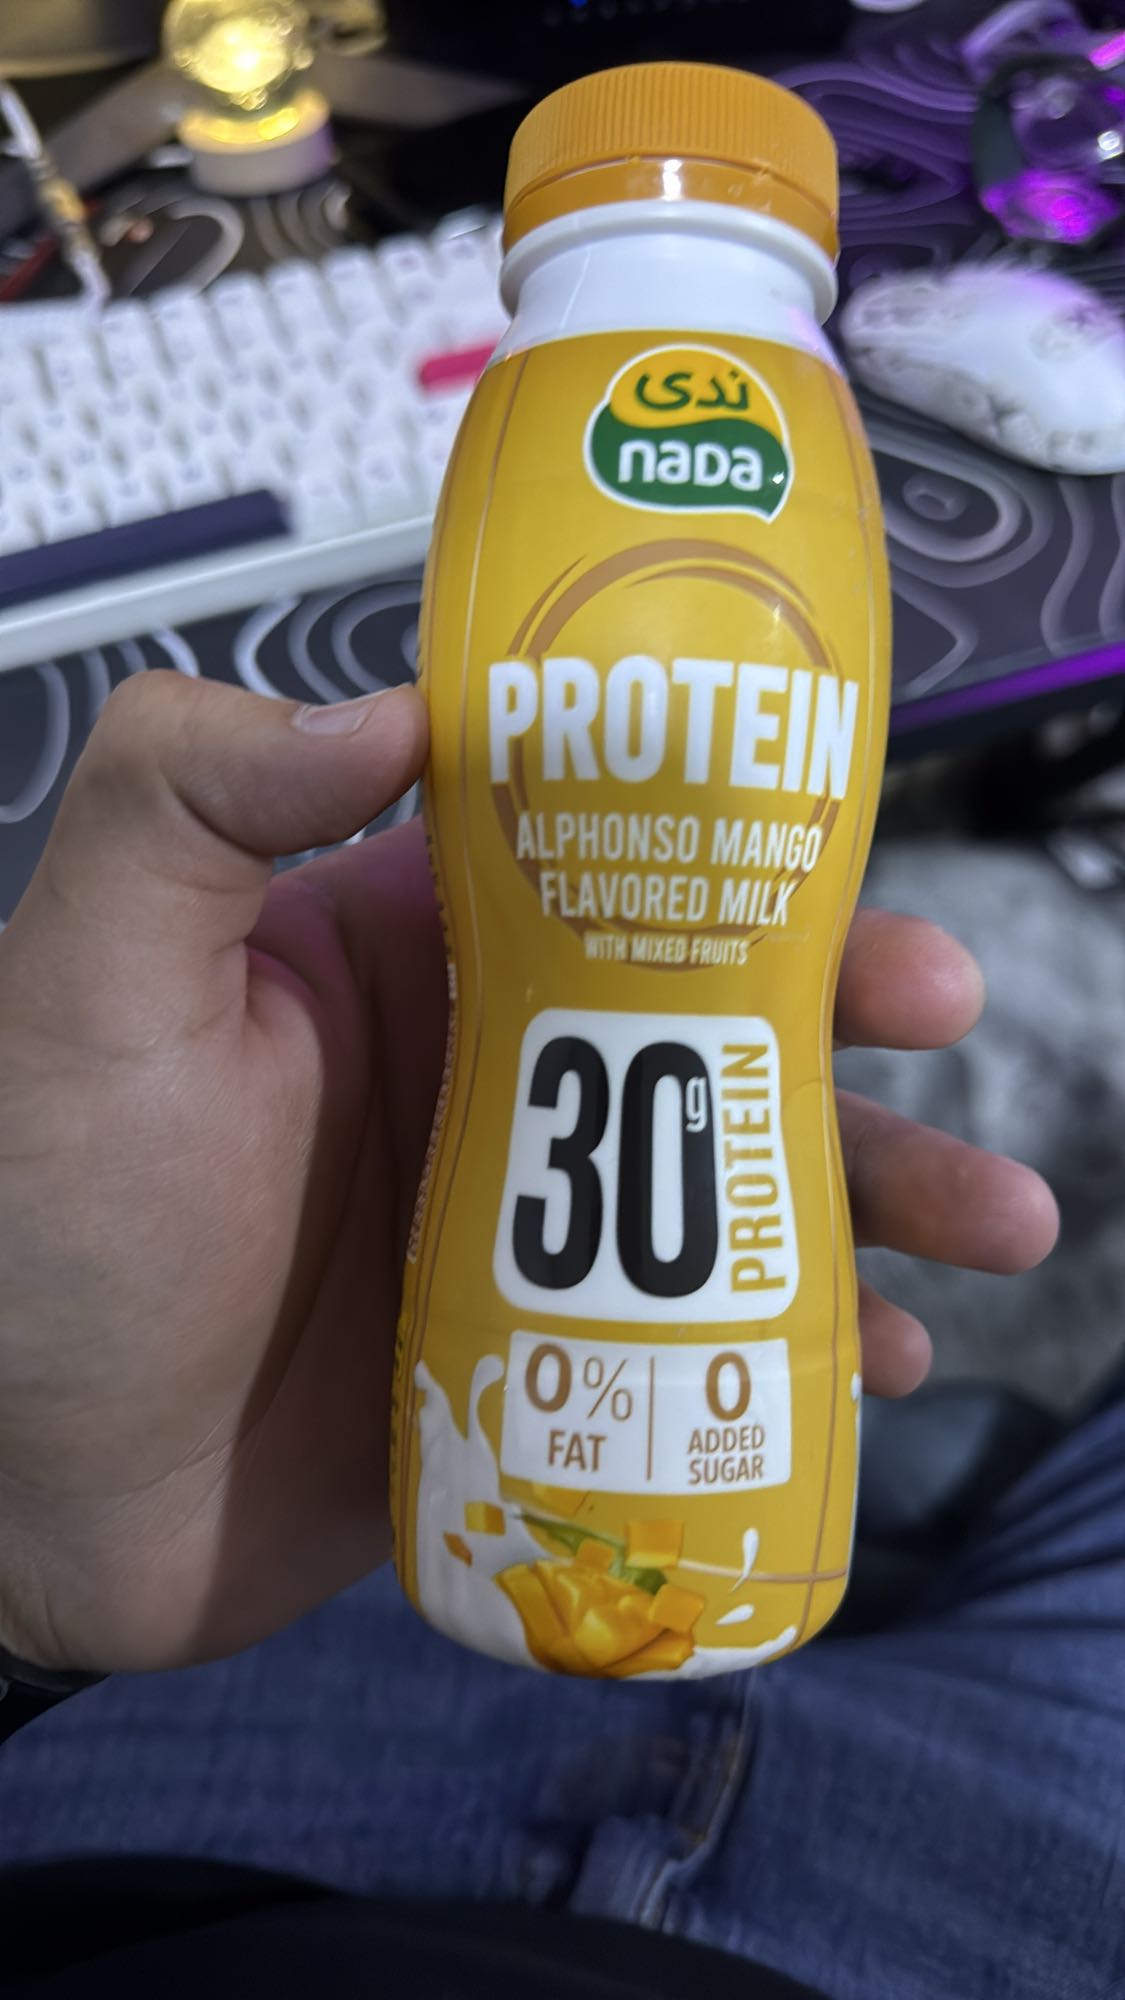 ندى
nada
PROTEIN
ALPHONSO MANGO
FLAVORED MILK
WITH MIXED FRUITS
30g
PROTEIN
0%
FAT
0
ADDED
SUGAR